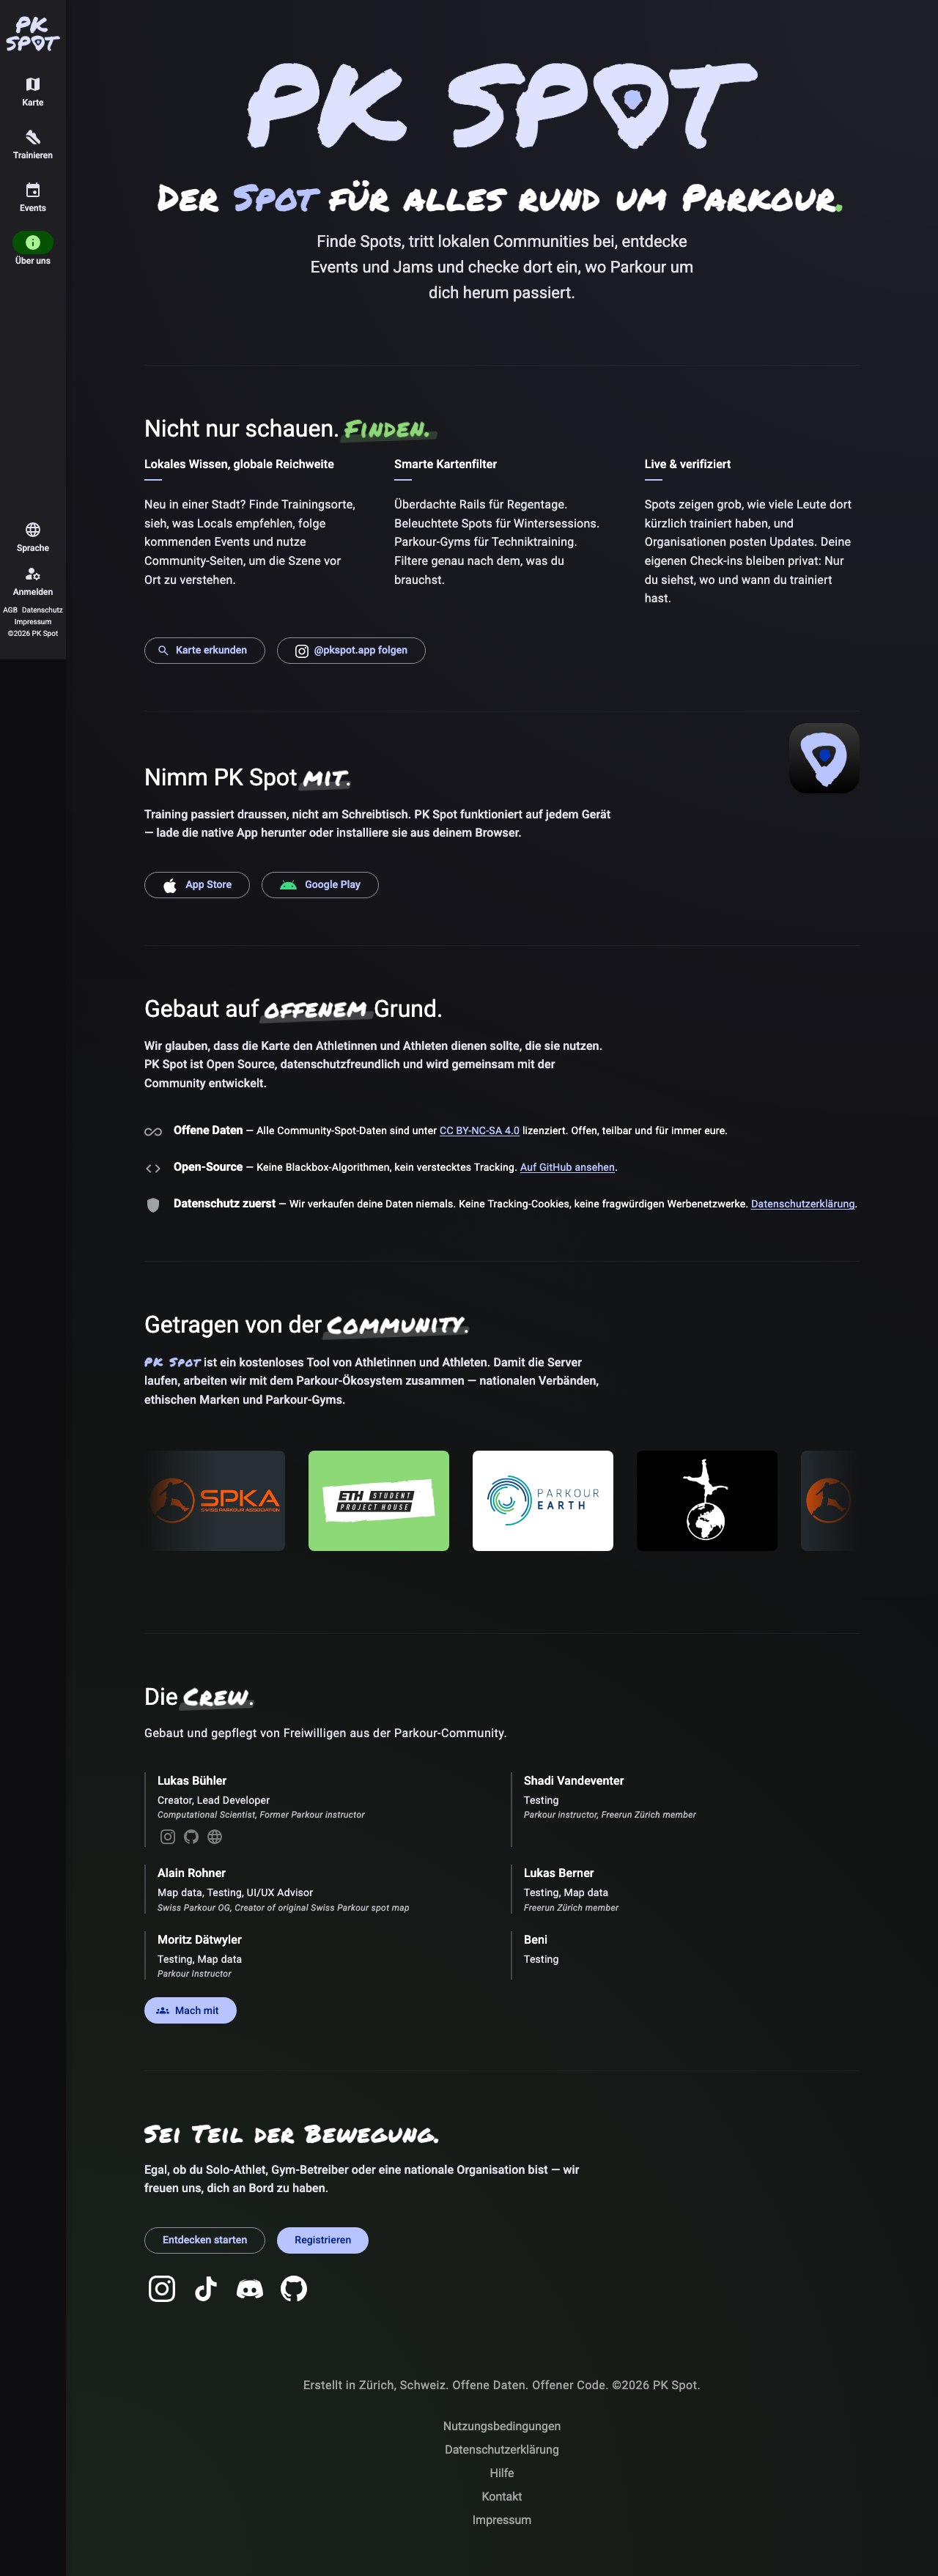 PK
SPOT
Karte
Trainieren
Events
Über uns
Sprache
Anmelden
AGB Datenschutz
Impressum
©2026 PK Spot
PK SPOT
Der Spot für alles rund um Parkour.
Finde Spots, tritt lokalen Communities bei, entdecke
Events und Jams und checke dort ein, wo Parkour um
dich herum passiert.
Nicht nur schauen. Finden.
Lokales Wissen, globale Reichweite
Neu in einer Stadt? Finde Trainingsorte,
sieh, was Locals empfehlen, folge
kommenden Events und nutze
Community-Seiten, um die Szene vor
Ort zu verstehen.
Smarte Kartenfilter
Überdachte Rails für Regentage.
Beleuchtete Spots für Wintersessions.
Parkour-Gyms für Techniktraining.
Filtere genau nach dem, was du
brauchst.
Live & verifiziert
Spots zeigen grob, wie viele Leute dort
kürzlich trainiert haben, und
Organisationen posten Updates. Deine
eigenen Check-ins bleiben privat: Nur
du siehst, wo und wann du trainiert
hast.
Karte erkunden
@pkspot.app folgen
Nimm PK Spot mit.
Training passiert draussen, nicht am Schreibtisch. PK Spot funktioniert auf jedem Gerät
— lade die native App herunter oder installiere sie aus deinem Browser.
App Store
Google Play
Gebaut auf offenem Grund.
Wir glauben, dass die Karte den Athletinnen und Athleten dienen sollte, die sie nutzen.
PK Spot ist Open Source, datenschutzfreundlich und wird gemeinsam mit der
Community entwickelt.
Offene Daten — Alle Community-Spot-Daten sind unter CC BY-NC-SA 4.0 lizenziert. Offen, teilbar und für immer eure.
Open-Source — Keine Blackbox-Algorithmen, kein verstecktes Tracking. Auf GitHub ansehen.
Datenschutz zuerst — Wir verkaufen deine Daten niemals. Keine Tracking-Cookies, keine fragwürdigen Werbenetzwerke. Datenschutzerklärung.
Getragen von der Community.
PK Spot ist ein kostenloses Tool von Athletinnen und Athleten. Damit die Server
laufen, arbeiten wir mit dem Parkour-Ökosystem zusammen — nationalen Verbänden,
ethischen Marken und Parkour-Gyms.
SPKA
SWISS PARKOUR ASSOCIATION
ETH STUDENT
PROJECT HOUSE
PARKOUR
EARTH
Die Crew.
Gebaut und gepflegt von Freiwilligen aus der Parkour-Community.
Lukas Bühler
Creator, Lead Developer
Computational Scientist, Former Parkour instructor
Shadi Vandeventer
Testing
Parkour instructor, Freerun Zürich member
Alain Rohner
Map data, Testing, UI/UX Advisor
Swiss Parkour OG, Creator of original Swiss Parkour spot map
Lukas Berner
Testing, Map data
Freerun Zürich member
Moritz Dätwyler
Testing, Map data
Parkour Instructor
Beni
Testing
Mach mit
Sei Teil der Bewegung.
Egal, ob du Solo-Athlet, Gym-Betreiber oder eine nationale Organisation bist — wir
freuen uns, dich an Bord zu haben.
Entdecken starten
Registrieren
Erstellt in Zürich, Schweiz. Offene Daten. Offener Code. ©2026 PK Spot.
Nutzungsbedingungen
Datenschutzerklärung
Hilfe
Kontakt
Impressum